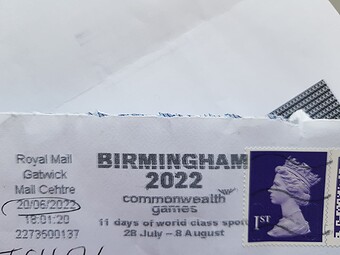 Royal Mail
Gatwick
Mail Centre
20/06/2022
18:01:20
2273500137
BIRMINGHAM
2022
commonwealth
games
11 days of world class sport
28 July – 8 August
1ST